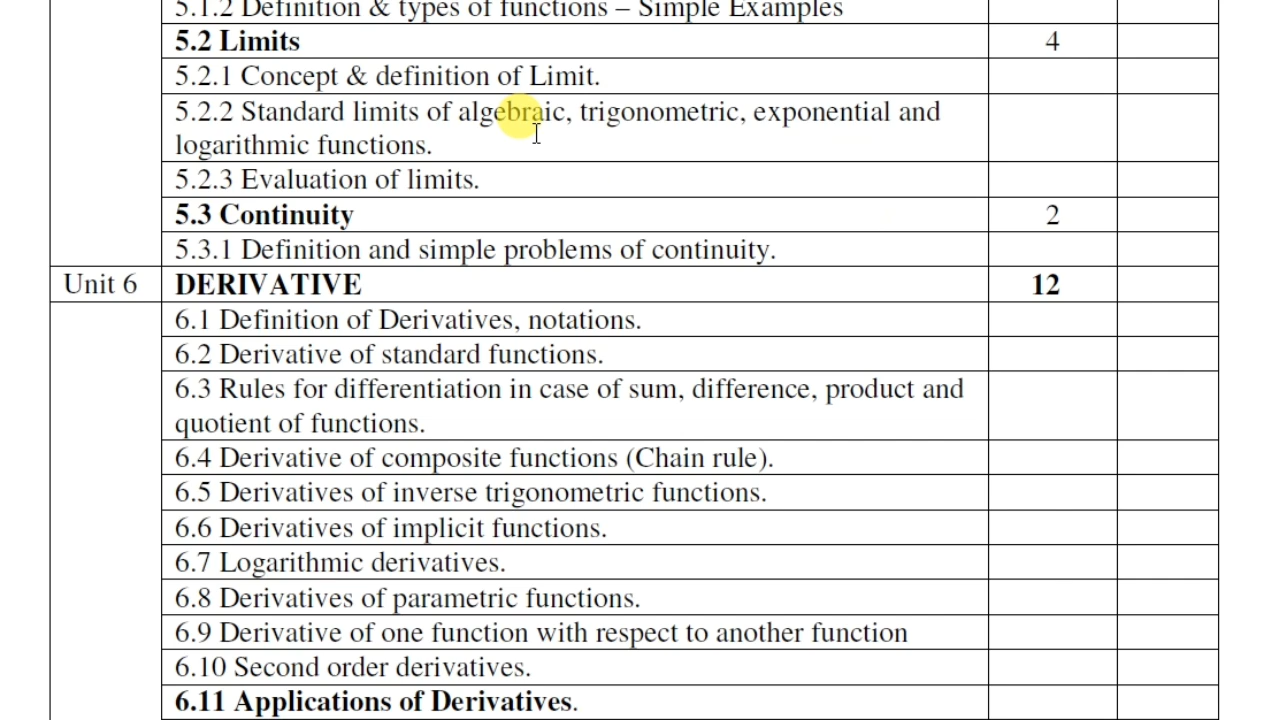 5.1.2 Definition & types of functions – Simple Examples
5.2 Limits 4
5.2.1 Concept & definition of Limit.
5.2.2 Standard limits of algebraic, trigonometric, exponential and
logarithmic functions.
5.2.3 Evaluation of limits.
5.3 Continuity 2
5.3.1 Definition and simple problems of continuity.
Unit 6 DERIVATIVE 12
6.1 Definition of Derivatives, notations.
6.2 Derivative of standard functions.
6.3 Rules for differentiation in case of sum, difference, product and
quotient of functions.
6.4 Derivative of composite functions (Chain rule).
6.5 Derivatives of inverse trigonometric functions.
6.6 Derivatives of implicit functions.
6.7 Logarithmic derivatives.
6.8 Derivatives of parametric functions.
6.9 Derivative of one function with respect to another function
6.10 Second order derivatives.
6.11 Applications of Derivatives.